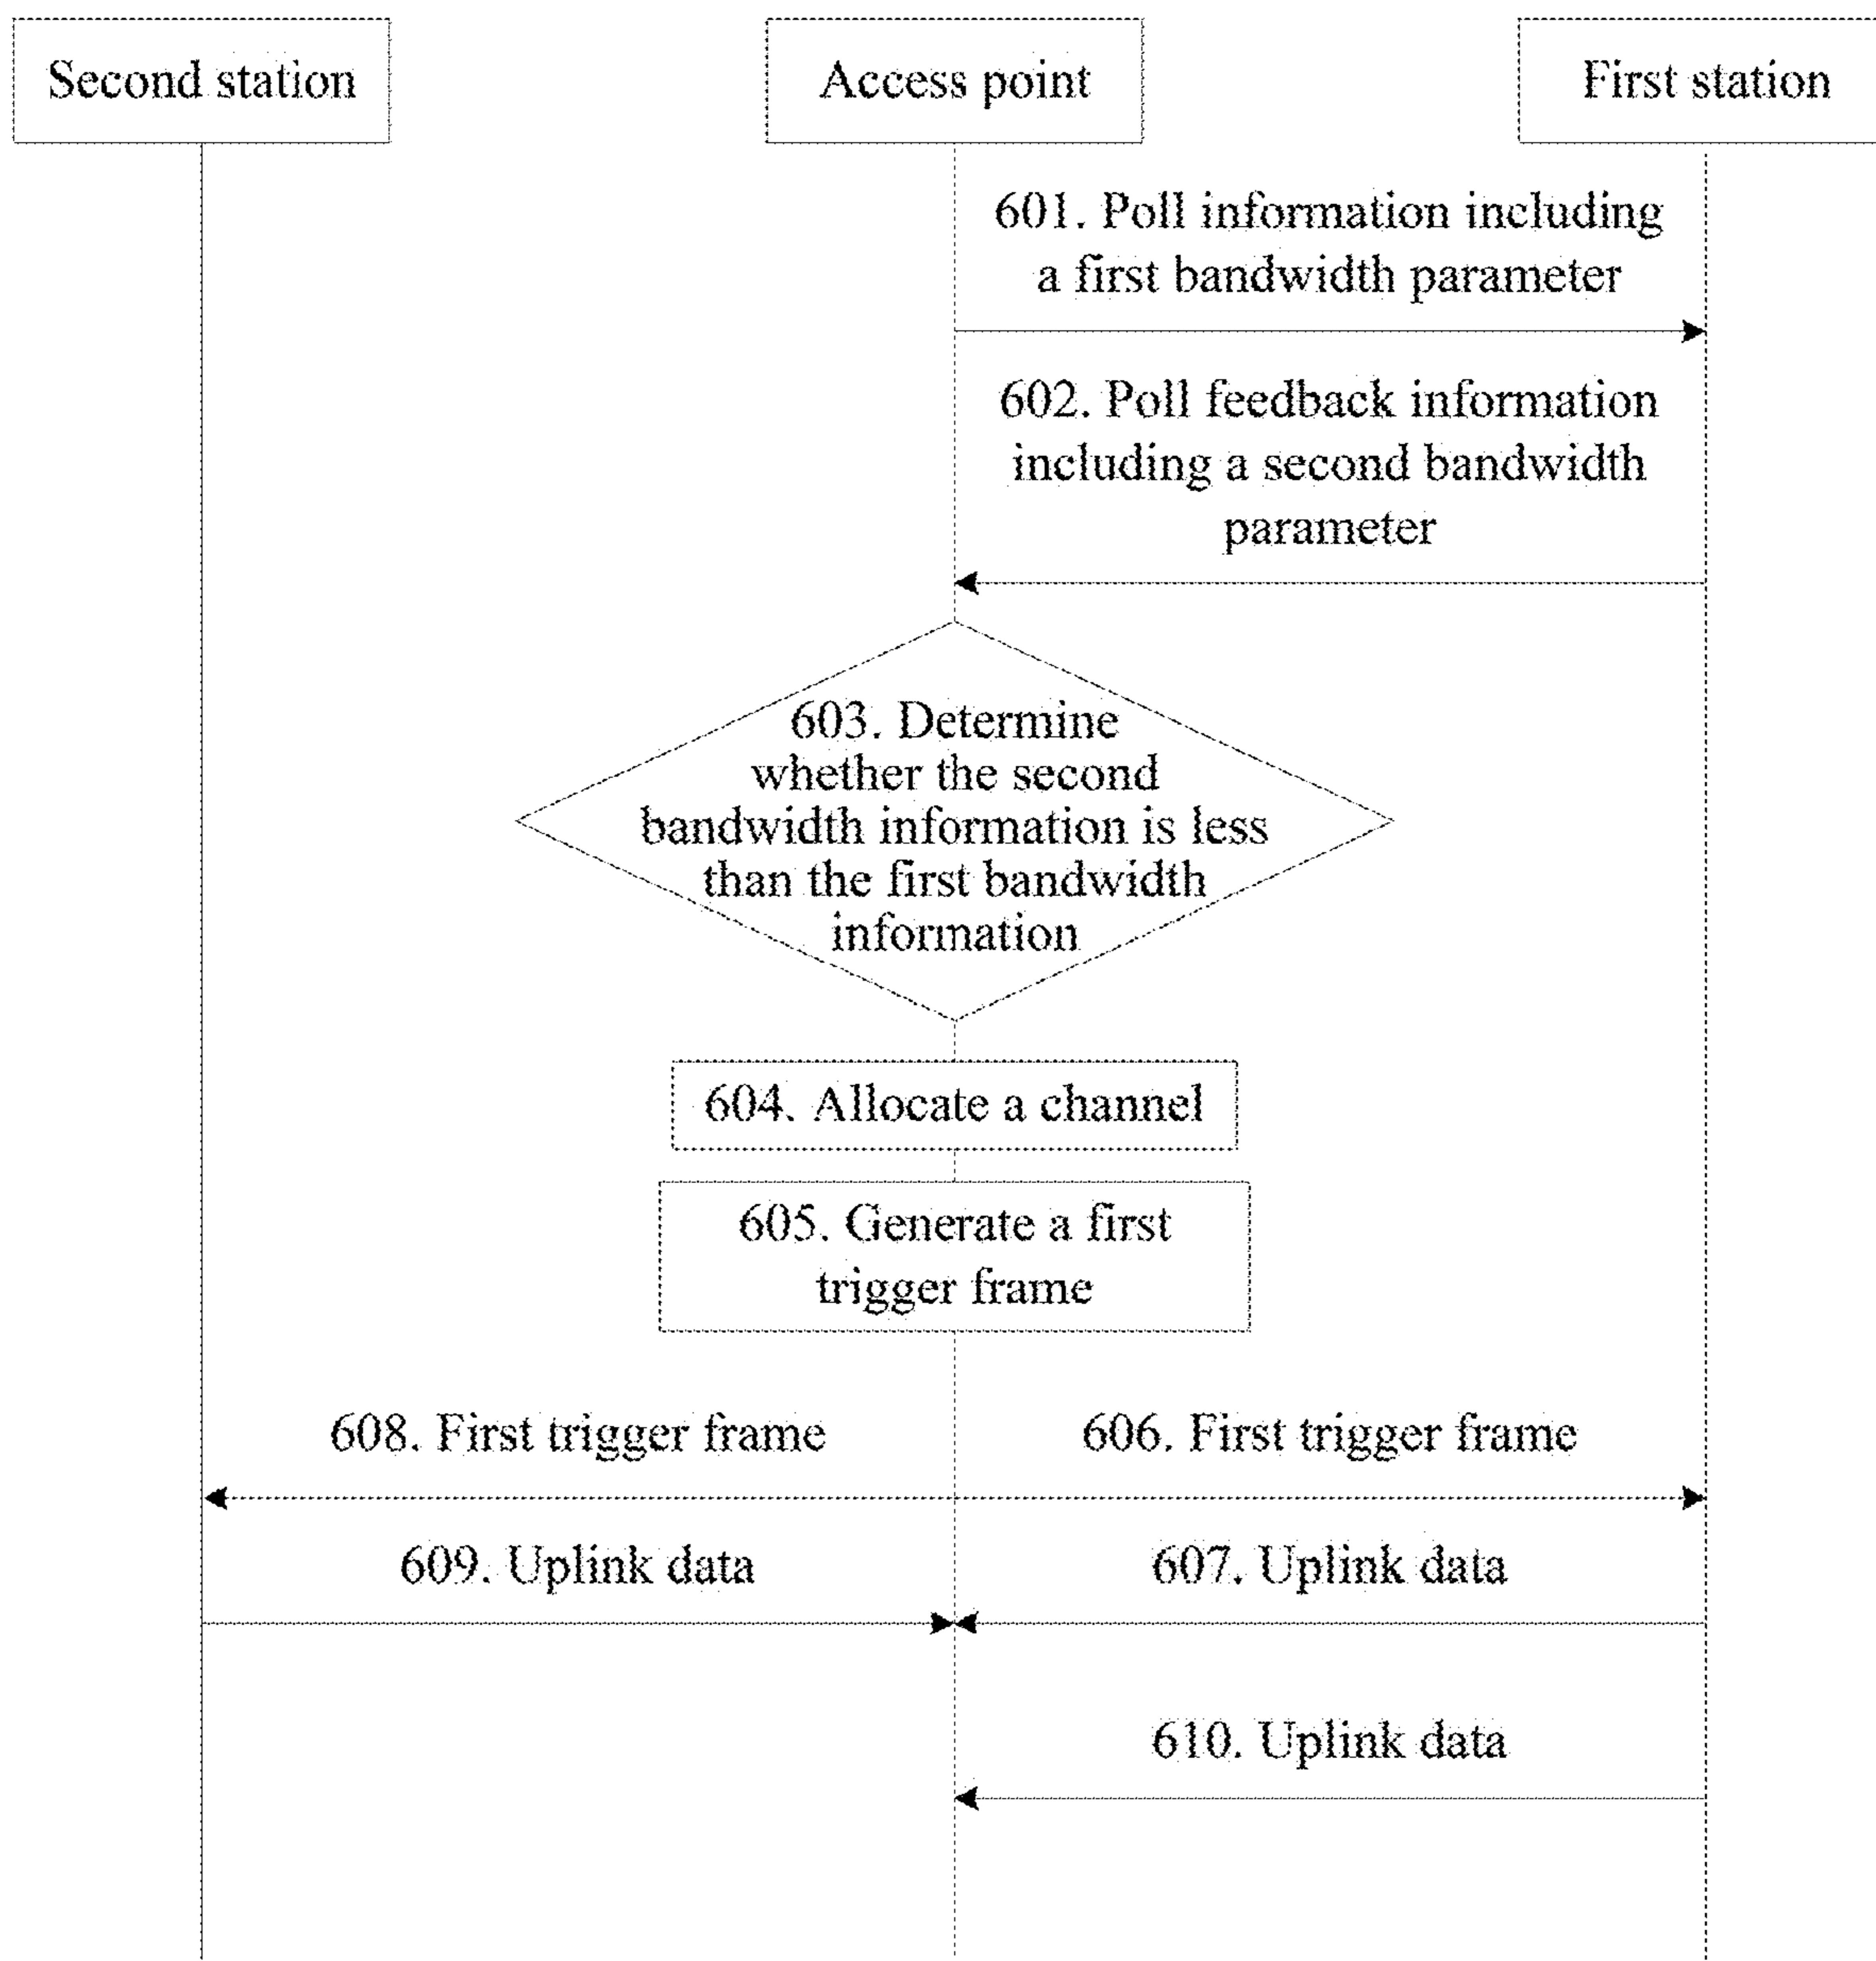 Second station
Access point
First station
601. Poll information including
a first bandwidth parameter
602. Poll feedback information
including a second bandwidth
parameter
603. Determine
whether the second
bandwidth information is less
than the first bandwidth
information
604. Allocate a channel
605. Generate a first
trigger frame
608. First trigger frame
606. First trigger frame
609. Uplink data
607. Uplink data
610. Uplink data